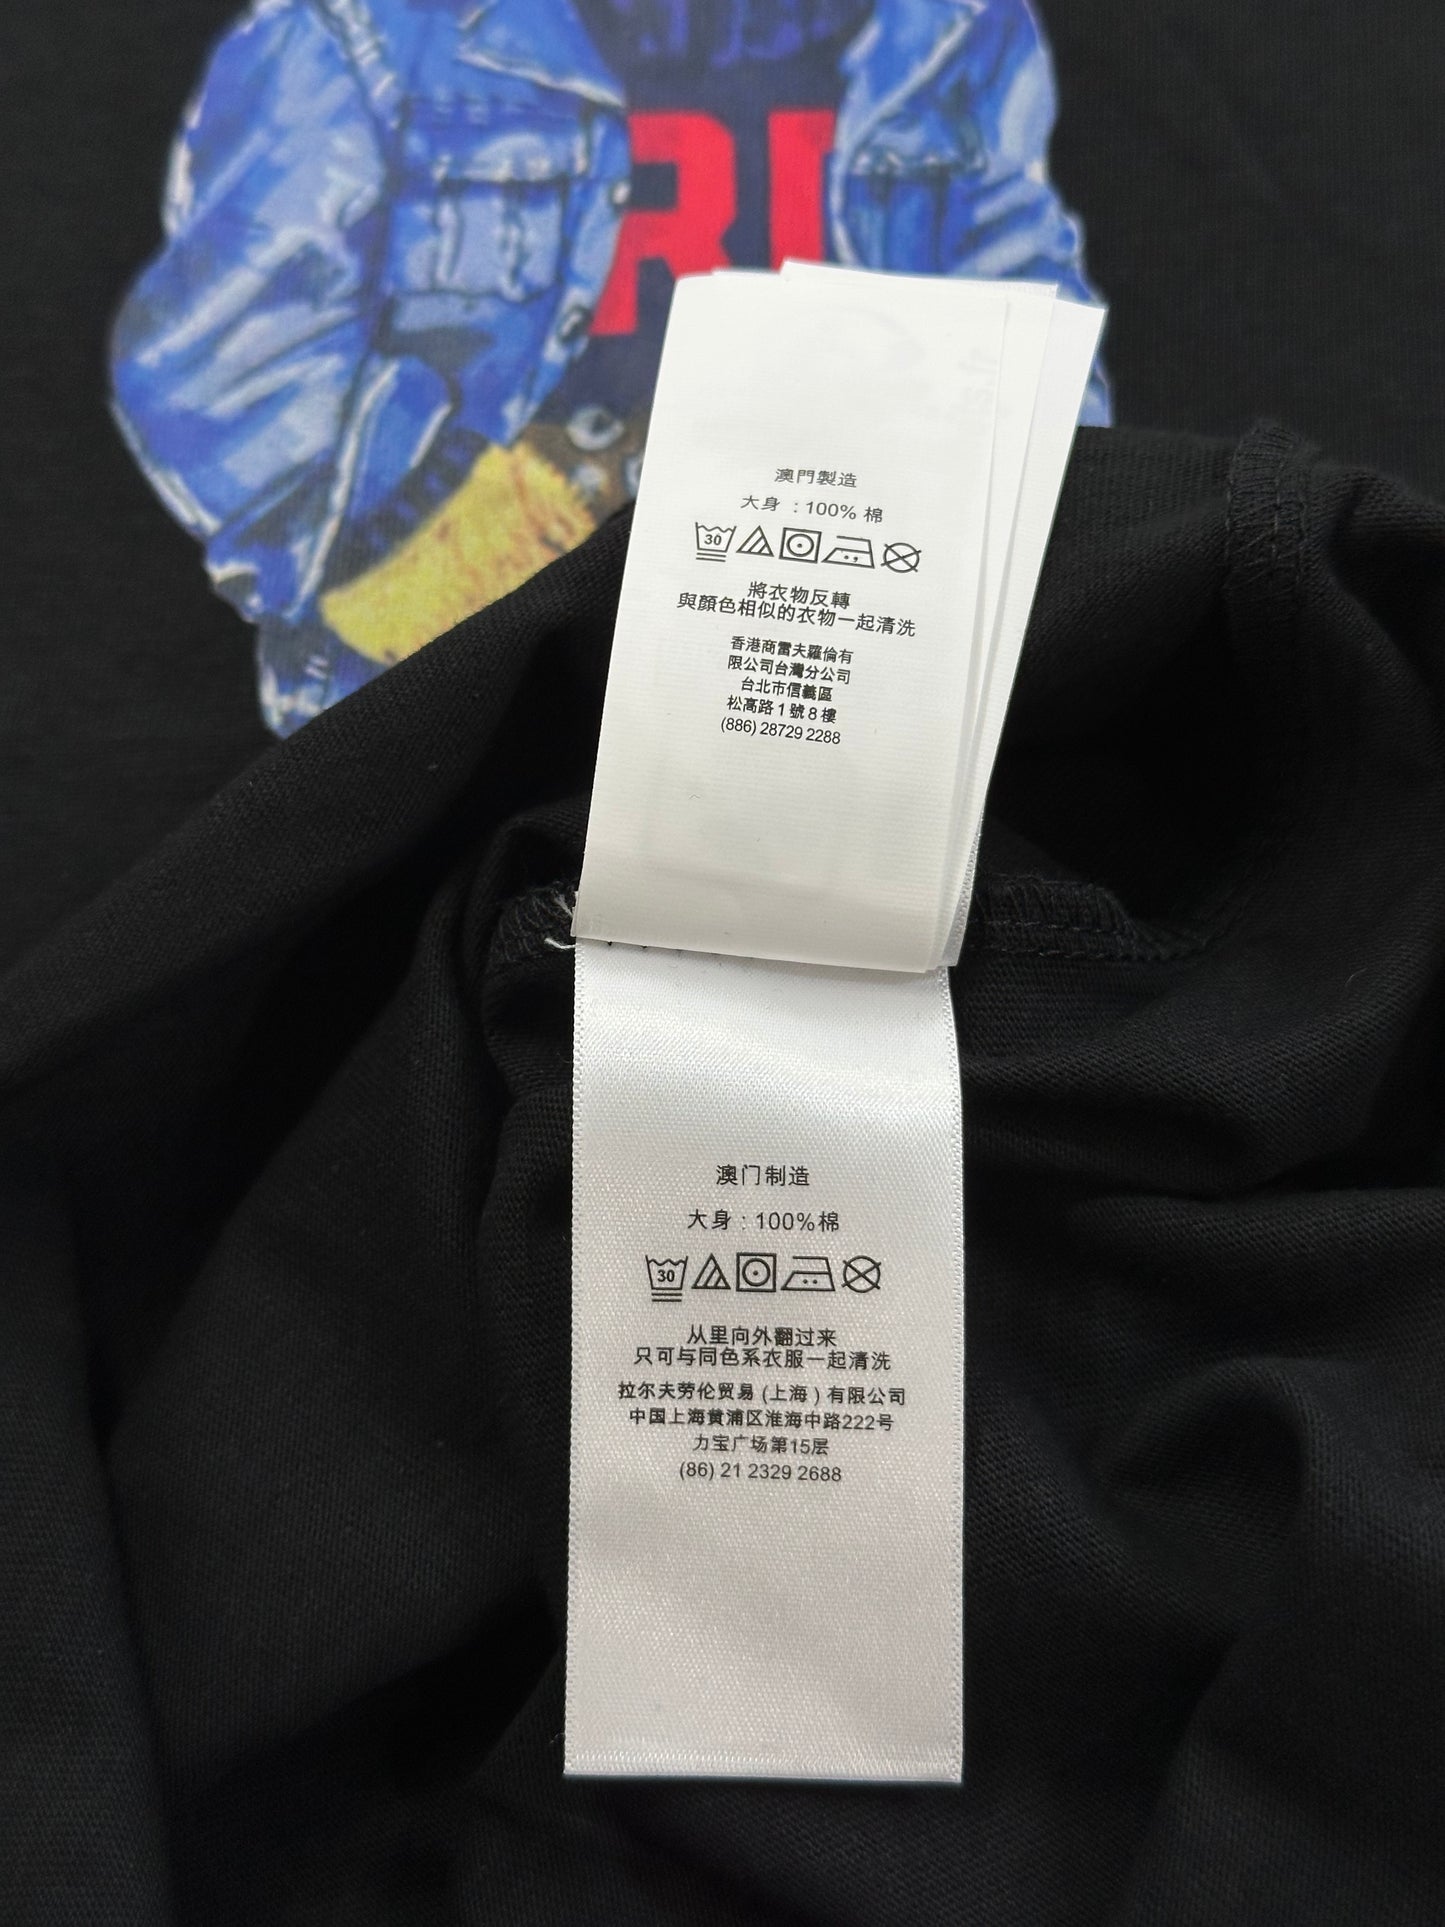 RL
澳門製造
大身 : 100% 棉
30
將衣物反轉
與顏色相似的衣物一起清洗
香港商雷夫羅倫有
限公司台灣分公司
台北市信義區
松高路1號8樓
(886) 28729 2288
澳门制造
大身 : 100%棉
30
从里向外翻过来
只可与同色系衣服一起清洗
拉尔夫劳伦贸易 (上海) 有限公司
中国上海黄浦区淮海中路222号
力宝广场第15层
(86) 21 2329 2688